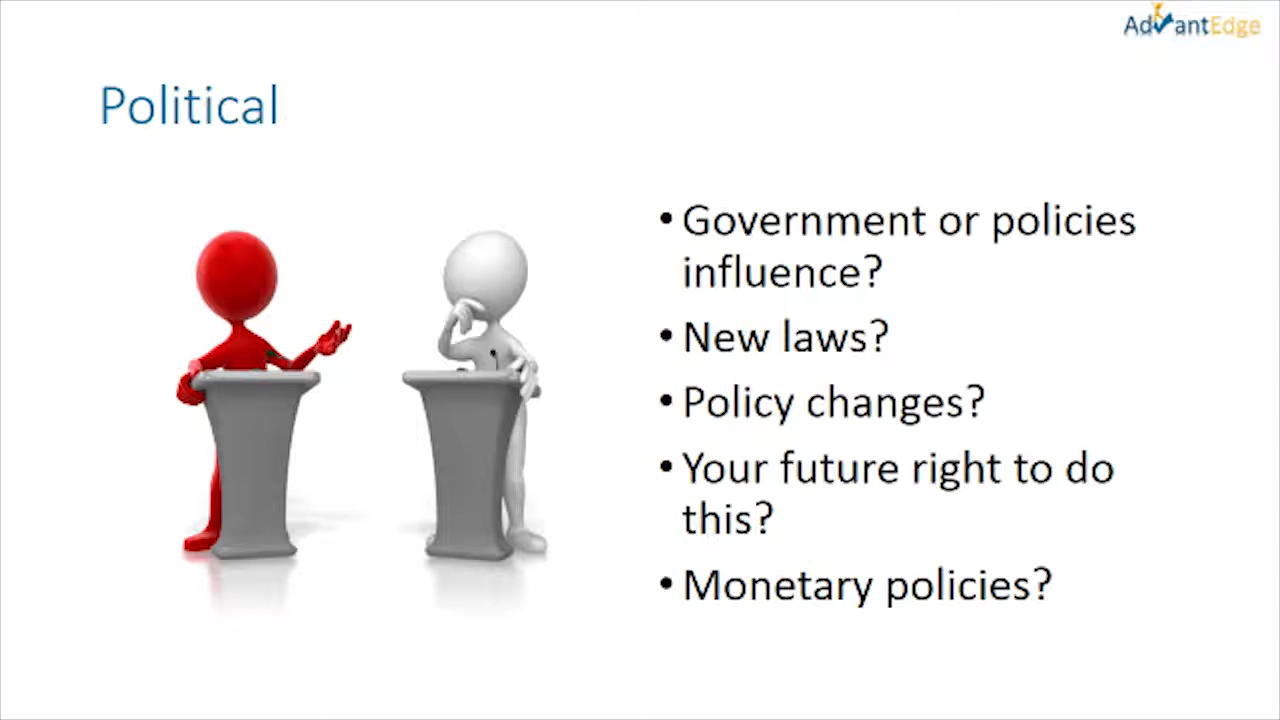 AdvantEdge
Political
• Government or policies
influence?
• New laws?
• Policy changes?
• Your future right to do
this?
• Monetary policies?